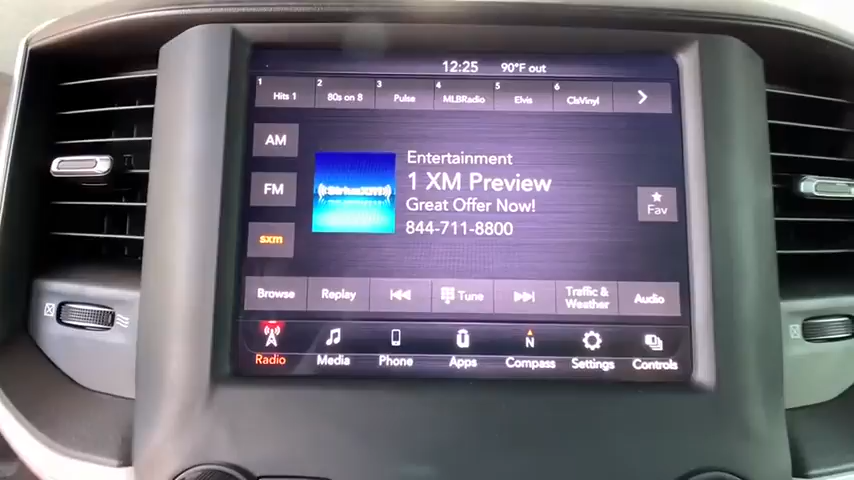 12:25 90°F out
1 Hits 1 2 80s on 8 3 Pulse 4 MLBRadio 5 Elvis 6 ClsVinyl
AM
FM
sxm
SiriusXM
Entertainment
1 XM Preview
Great Offer Now!
844-711-8800
Fav
Browse Replay Tune Traffic & Weather Audio
N
Radio Media Phone Apps Compass Settings Controls